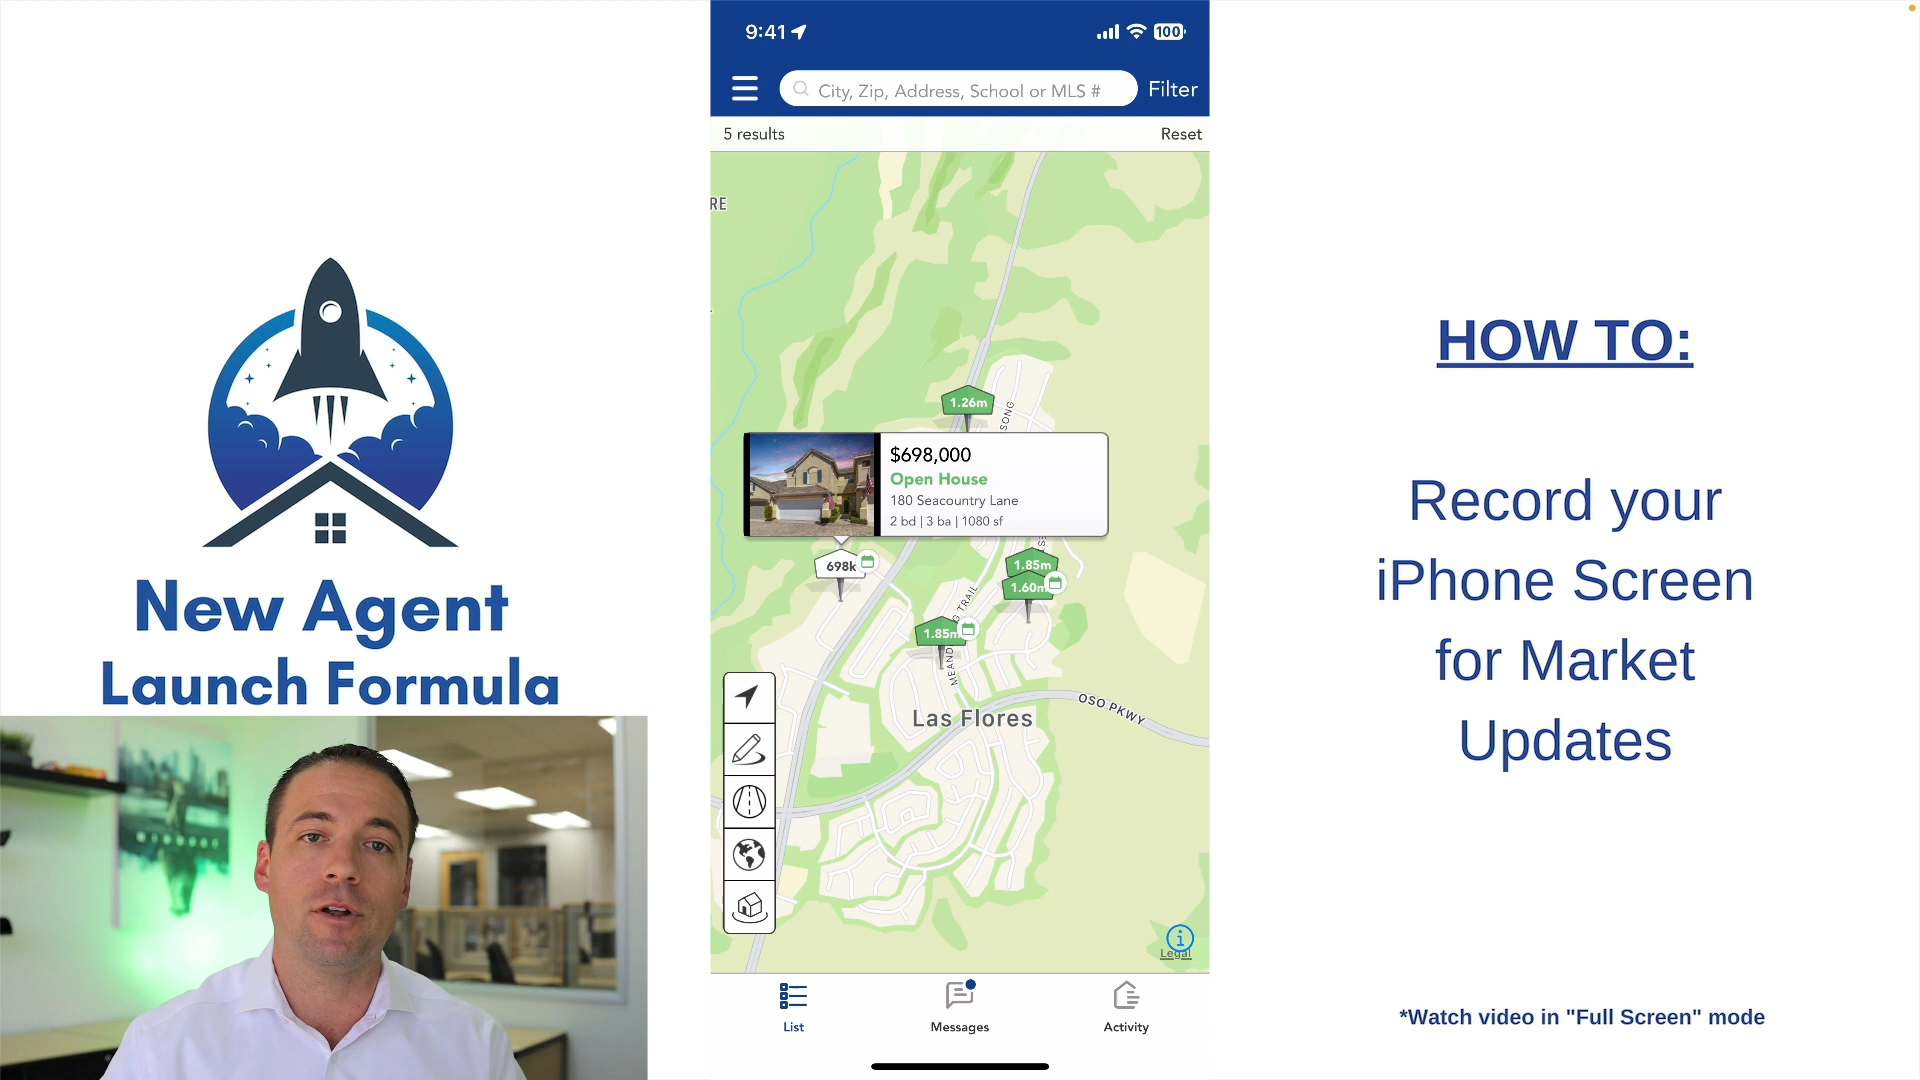 New Agent
Launch Formula
9:41
100
City, Zip, Address, School or MLS #
Filter
5 results
Reset
RE
1.26m
SONG
$698,000
Open House
180 Seacountry Lane
2 bd | 3 ba | 1080 sf
698k
1.85m
1.60m
G TRAIL
1.85m
MEAND
Las Flores
OSO PKWY
Legal
List
Messages
Activity
HOW TO:
Record your
iPhone Screen
for Market
Updates
*Watch video in "Full Screen" mode